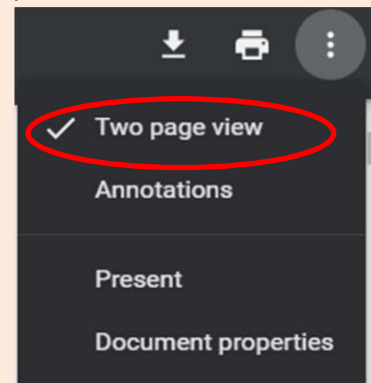 Two page view
Annotations
Present
Document properties